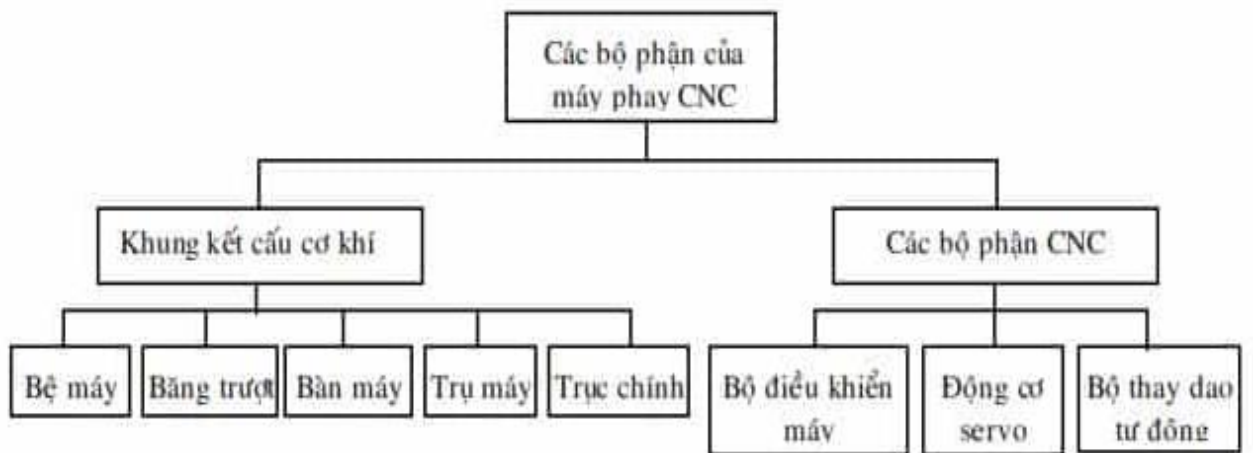 Các bộ phận của
máy phay CNC
Khung kết cấu cơ khí
Các bộ phận CNC
Bệ máy
Băng trượt
Bàn máy
Trụ máy
Trục chính
Bộ điều khiển
máy
Động cơ
servo
Bộ thay dao
tự động